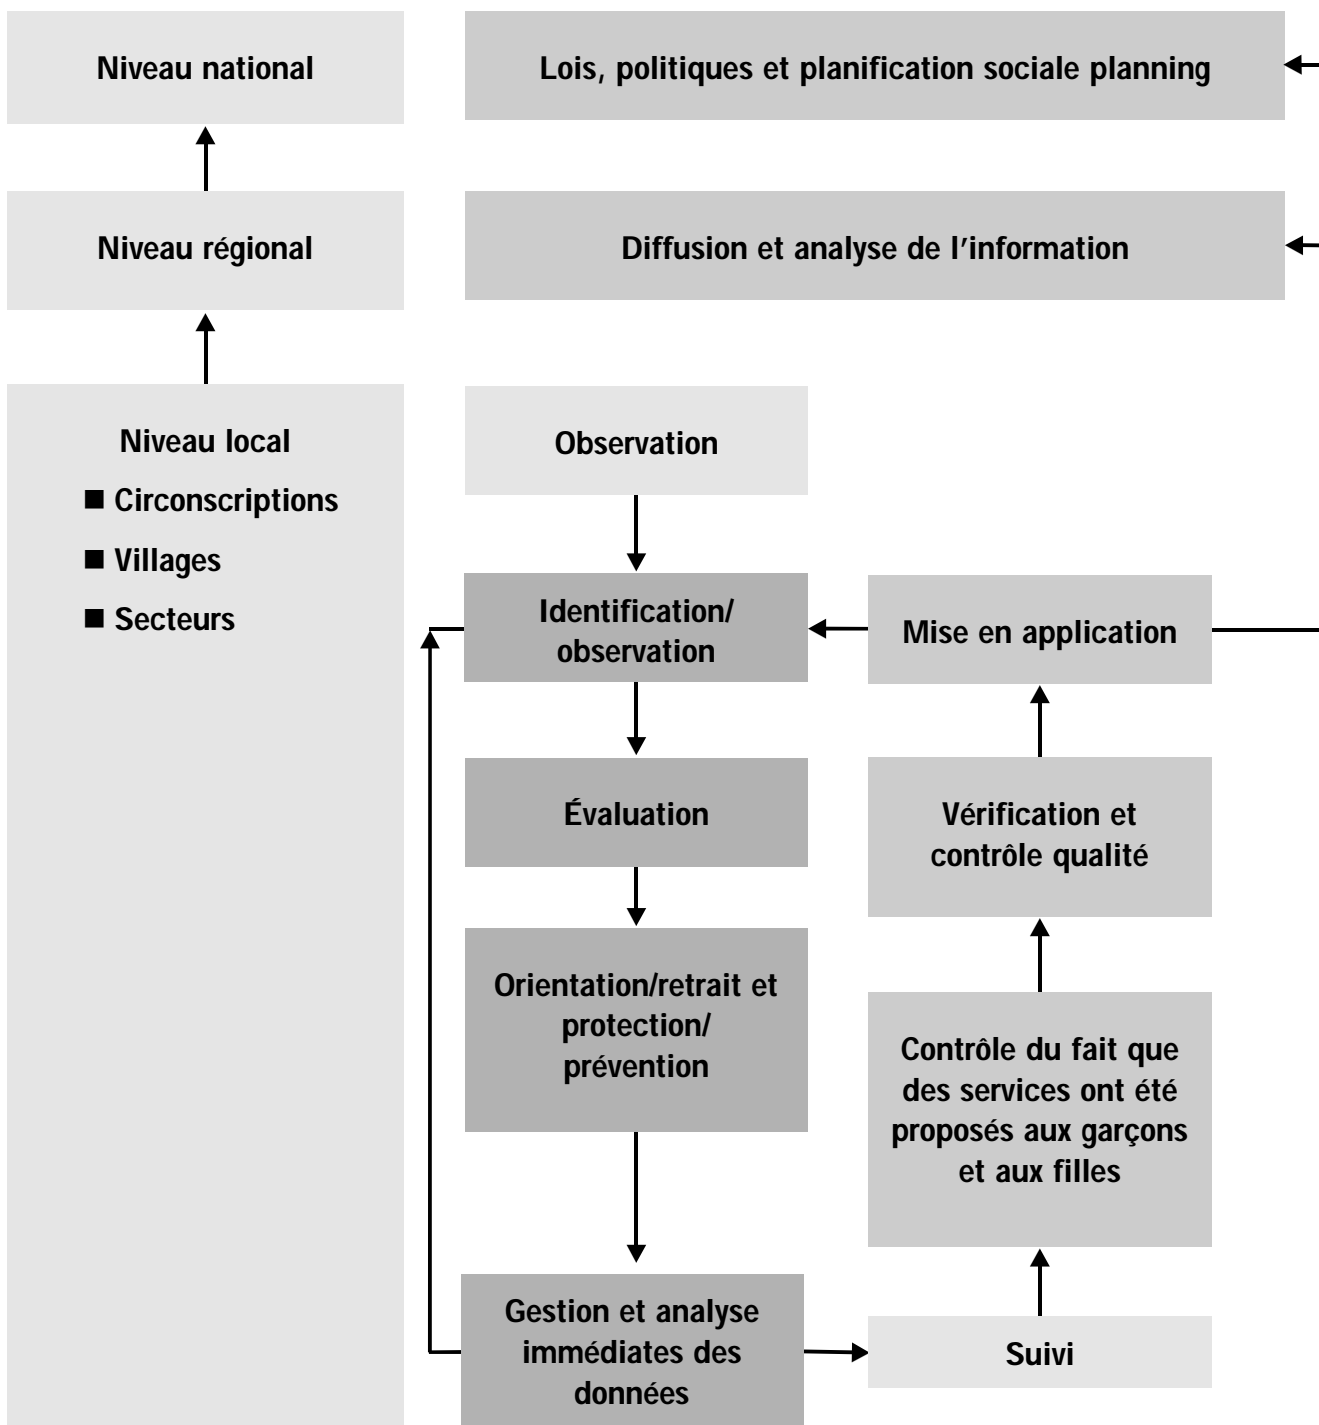 Niveau national
Lois, politiques et planification sociale planning
Niveau régional
Diffusion et analyse de l'information
Niveau local
■ Circonscriptions
■ Villages
■ Secteurs
Observation
Identification/
observation
Mise en application
Évaluation
Vérification et
contrôle qualité
Orientation/retrait et
protection/
prévention
Contrôle du fait que
des services ont été
proposés aux garçons
et aux filles
Gestion et analyse
immédiates des
données
Suivi